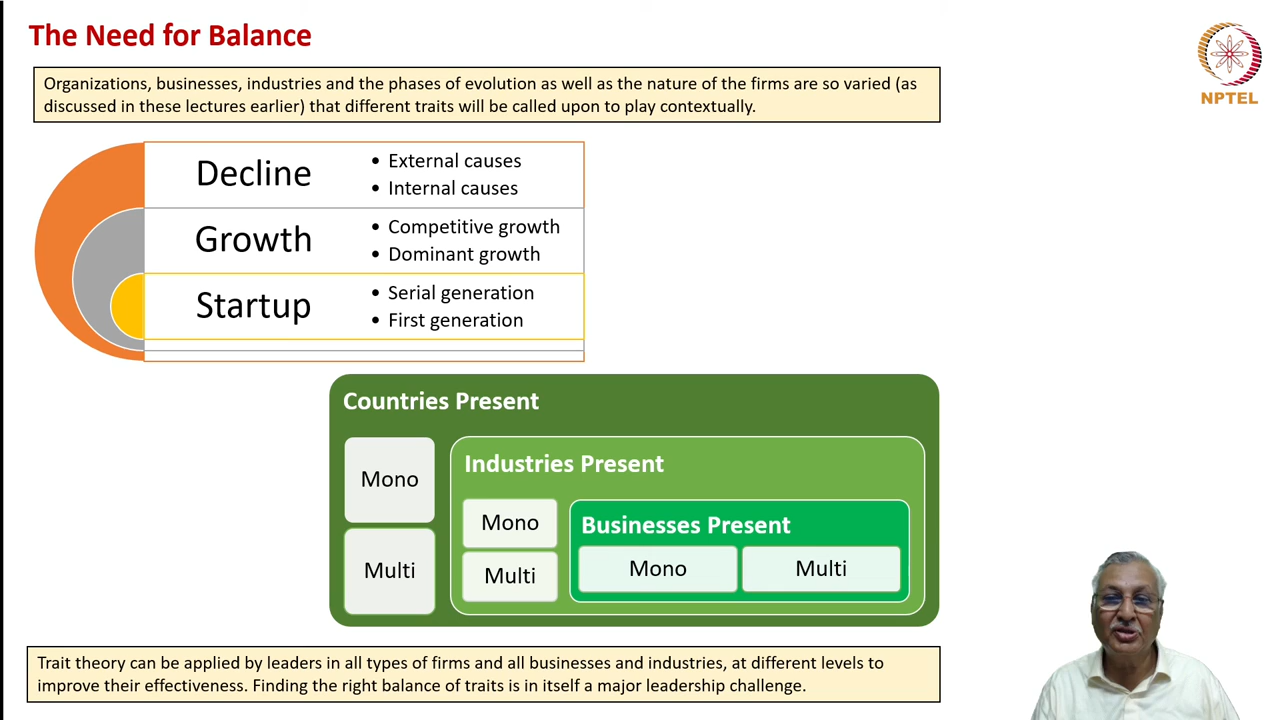 The Need for Balance
NPTEL
Organizations, businesses, industries and the phases of evolution as well as the nature of the firms are so varied (as
discussed in these lectures earlier) that different traits will be called upon to play contextually.
Decline
• External causes
• Internal causes
Growth
• Competitive growth
• Dominant growth
Startup
• Serial generation
• First generation
Countries Present
Mono
Multi
Industries Present
Mono
Multi
Businesses Present
Mono
Multi
Trait theory can be applied by leaders in all types of firms and all businesses and industries, at different levels to
improve their effectiveness. Finding the right balance of traits is in itself a major leadership challenge.